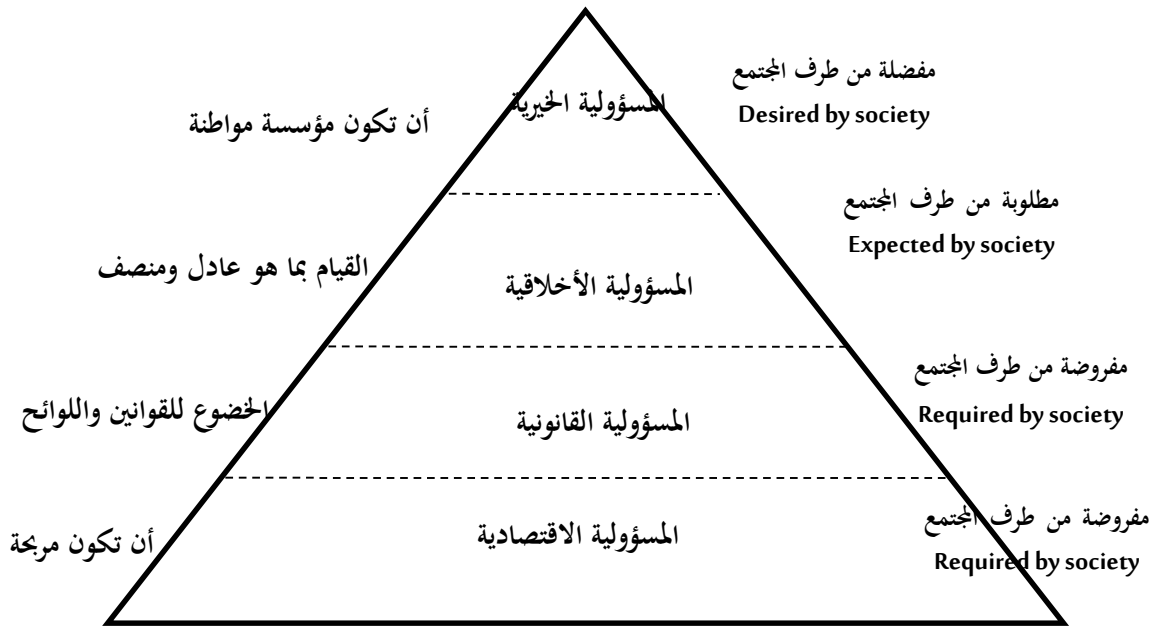 مفضلة من طرف المجتمع
Desired by society
المسؤولية الخيرية
أن تكون مؤسسة مواطنة
مطلوبة من طرف المجتمع
Expected by society
المسؤولية الأخلاقية
القيام بما هو عادل ومنصف
مفروضة من طرف المجتمع
Required by society
المسؤولية القانونية
الخضوع للقوانين واللوائح
مفروضة من طرف المجتمع
Required by society
المسؤولية الاقتصادية
أن تكون مربحة